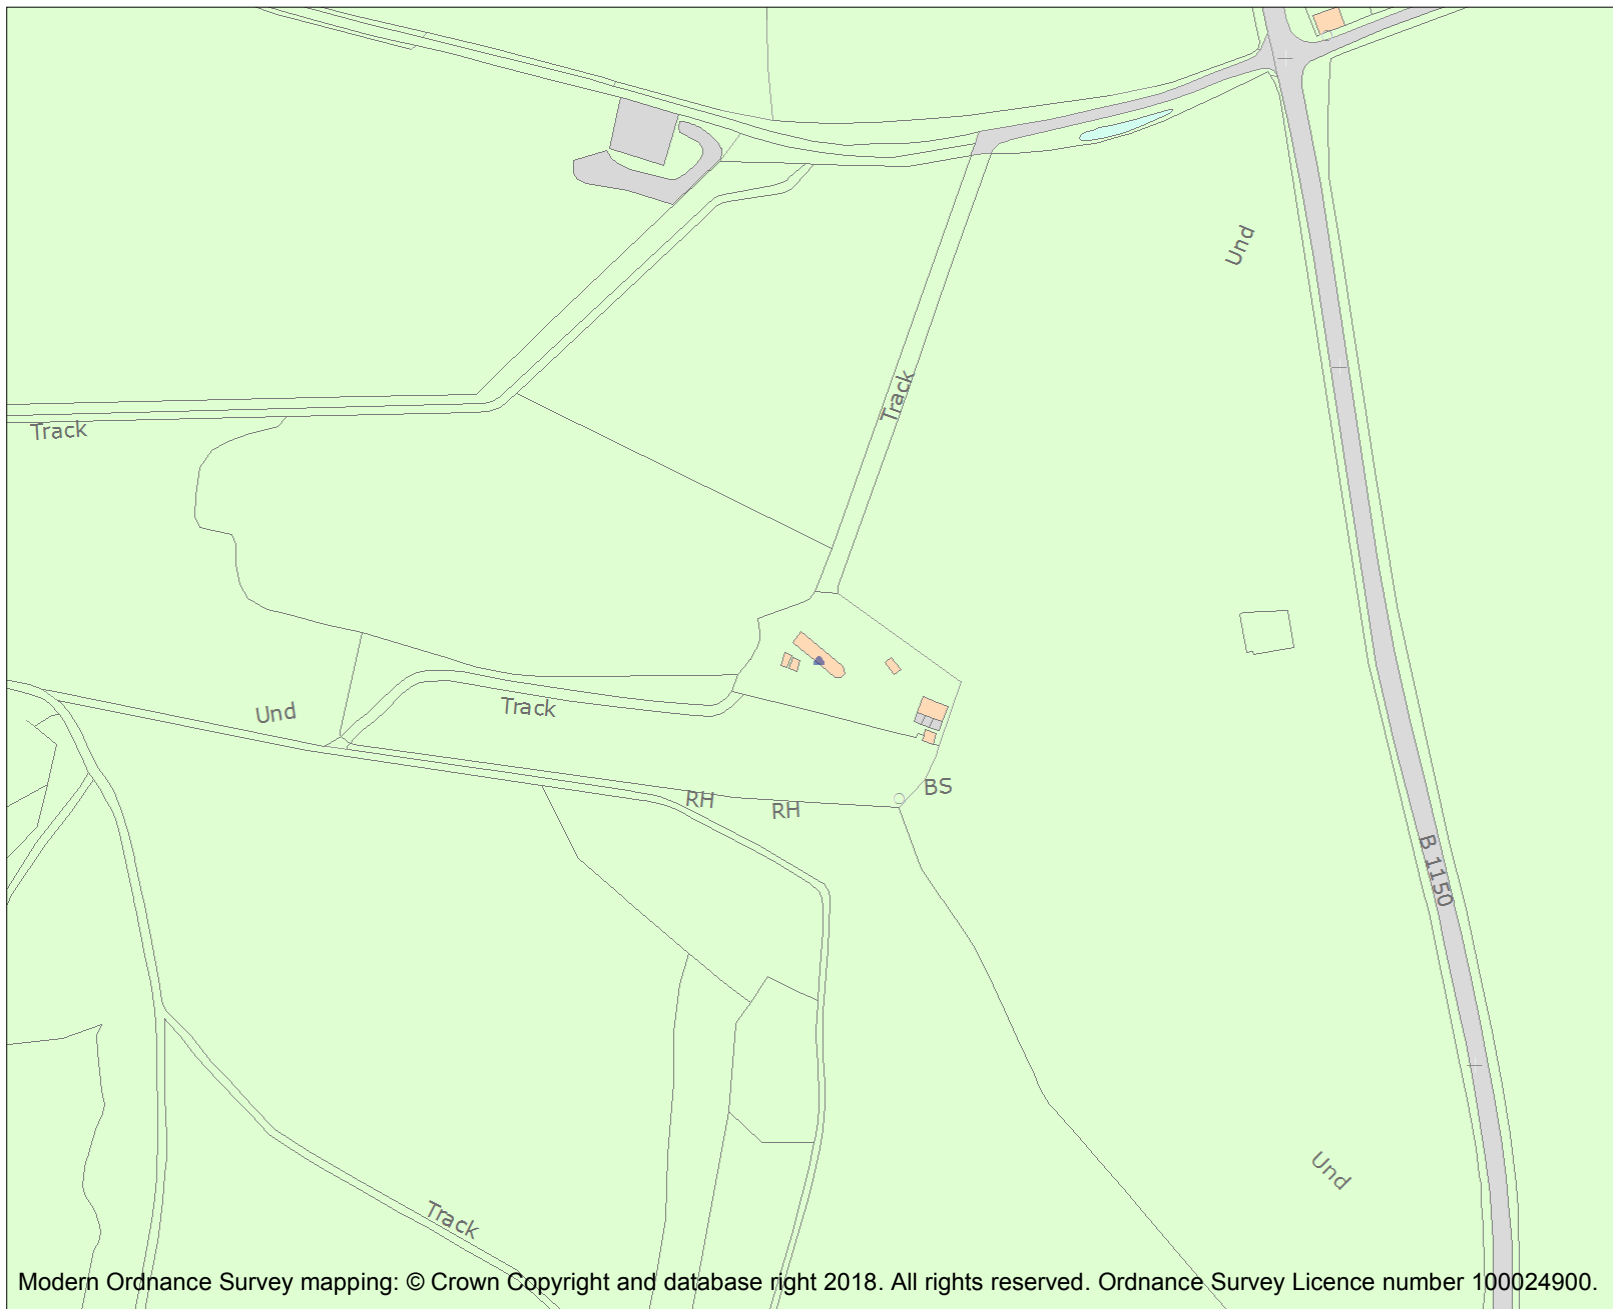 Und
Track
Track
Und
Track
BS
RH
RH
B 1150
Und
Track
Modern Ordnance Survey mapping: © Crown Copyright and database right 2018. All rights reserved. Ordnance Survey Licence number 100024900.